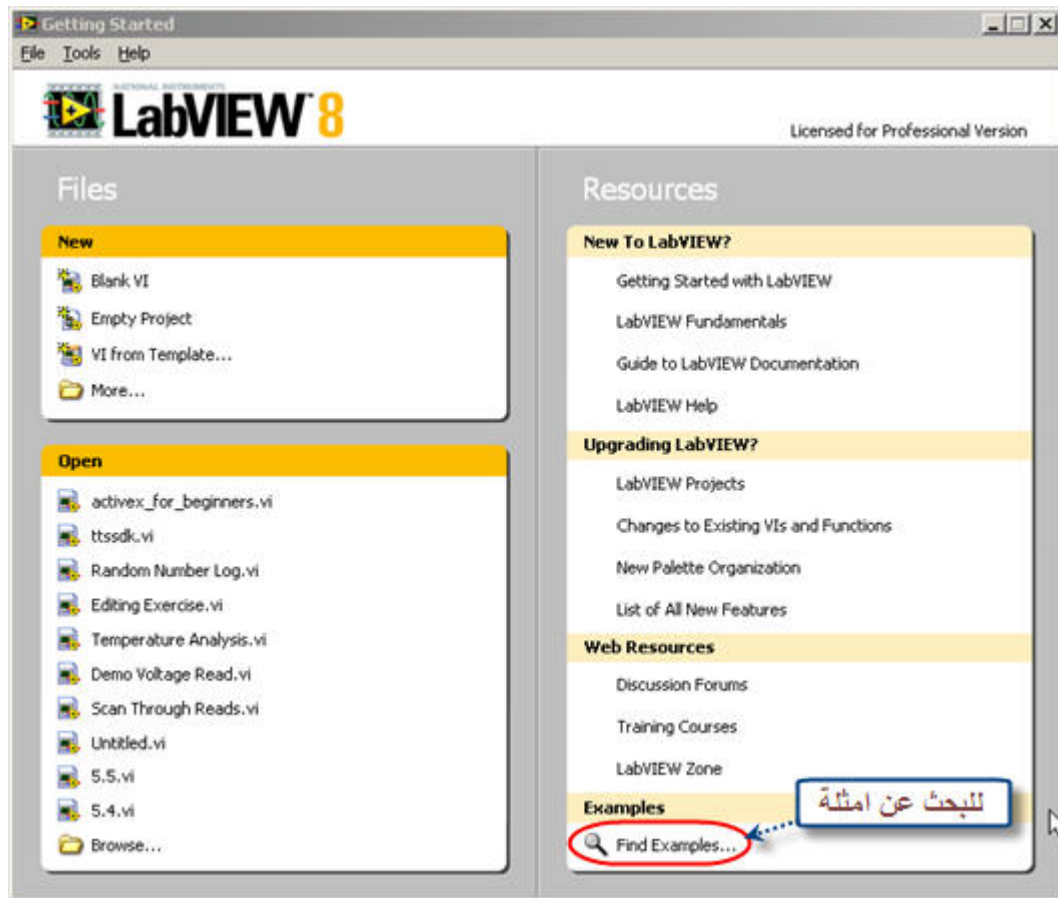 Getting Started
File Tools Help
NATIONAL INSTRUMENTS
LabVIEW 8
Licensed for Professional Version
Files
New
Blank VI
Empty Project
VI from Template...
More...
Open
activex_for_beginners.vi
ttssdk.vi
Random Number Log.vi
Editing Exercise.vi
Temperature Analysis.vi
Demo Voltage Read.vi
Scan Through Reads.vi
Untitled.vi
5.5.vi
5.4.vi
Browse...
Resources
New To LabVIEW?
Getting Started with LabVIEW
LabVIEW Fundamentals
Guide to LabVIEW Documentation
LabVIEW Help
Upgrading LabVIEW?
LabVIEW Projects
Changes to Existing VIs and Functions
New Palette Organization
List of All New Features
Web Resources
Discussion Forums
Training Courses
LabVIEW Zone
Examples
للبحث عن امثلة
Find Examples...